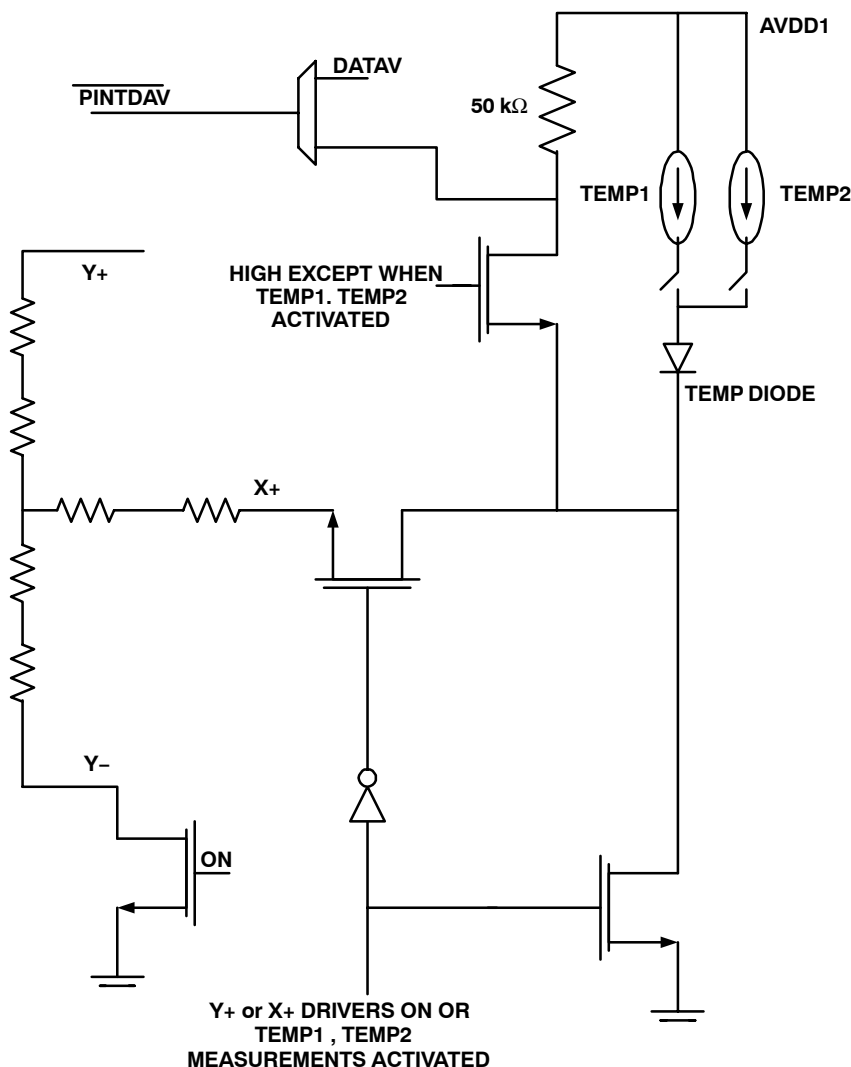 AVDD1
DATAV
PINTDAV
50 kΩ
TEMP1
TEMP2
Y+
HIGH EXCEPT WHEN
TEMP1. TEMP2
ACTIVATED
TEMP DIODE
X+
Y−
ON
Y+ or X+ DRIVERS ON OR
TEMP1 , TEMP2
MEASUREMENTS ACTIVATED